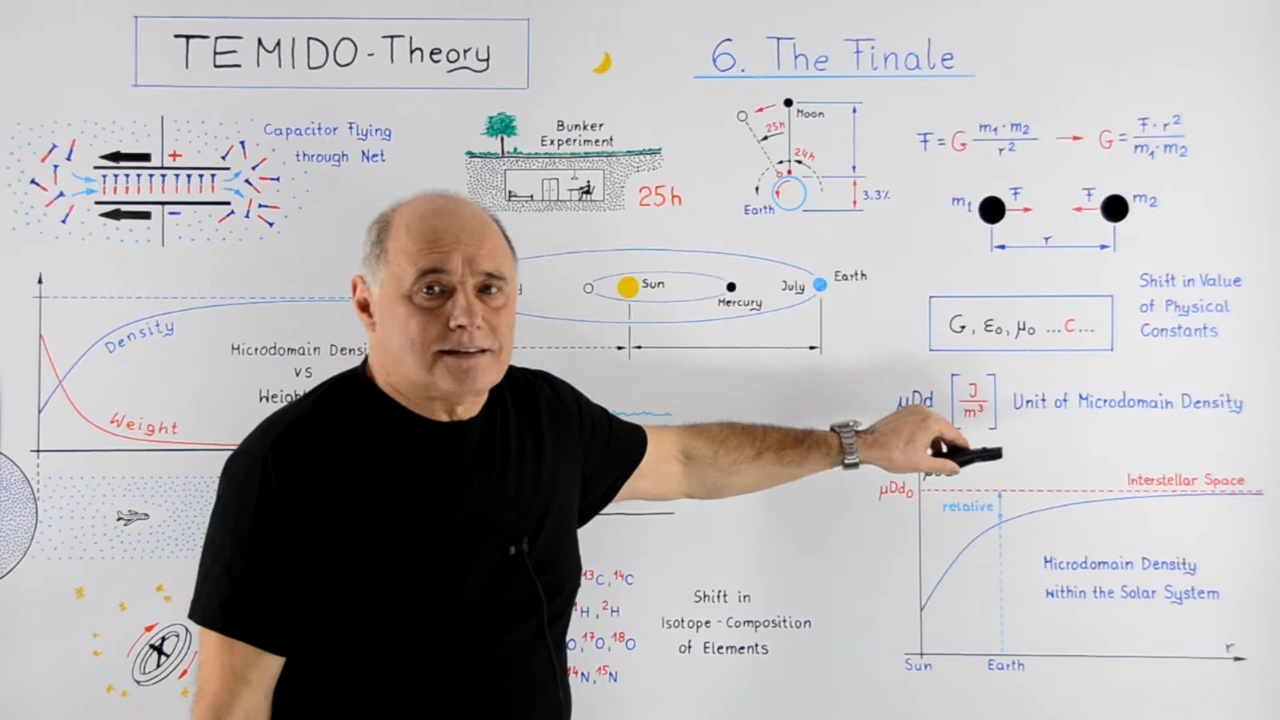 TEMIDO-Theory
6. The Finale
Capacitor Flying
through Net
+
−
Bunker
Experiment
25h
Moon
25h
24h
Earth
3.3%
F = G m₁·m₂ / r² → G = F·r² / m₁·m₂
m₁ F F m₂
r
Density
Weight
Microdomain
VS
Sun
Mercury
July
Earth
Shift in Value
of Physical
Constants
G, ε₀, μ₀ ...c...
μDd [J/m³] Unit of Microdomain Density
μDd₀
Interstellar Space
relative
Microdomain Density
within the Solar System
Sun
Earth
r
¹³C, ¹⁴C
²H
¹⁷O, ¹⁸O
¹⁵N
Shift in
Isotope-Composition
of Elements
X